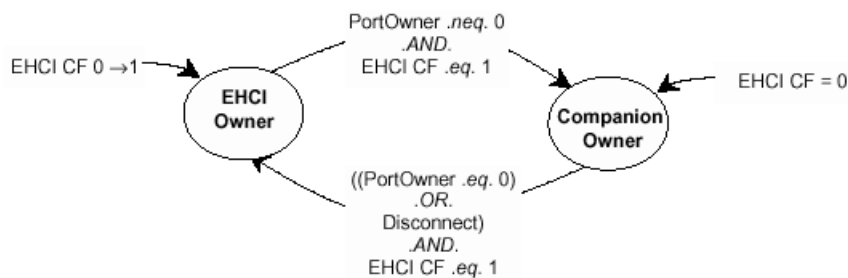 PortOwner .neq. 0
.AND.
EHCI CF .eq. 1
EHCI CF 0 →1
EHCI
Owner
Companion
Owner
EHCI CF = 0
((PortOwner .eq. 0)
.OR.
Disconnect)
.AND.
EHCI CF .eq. 1